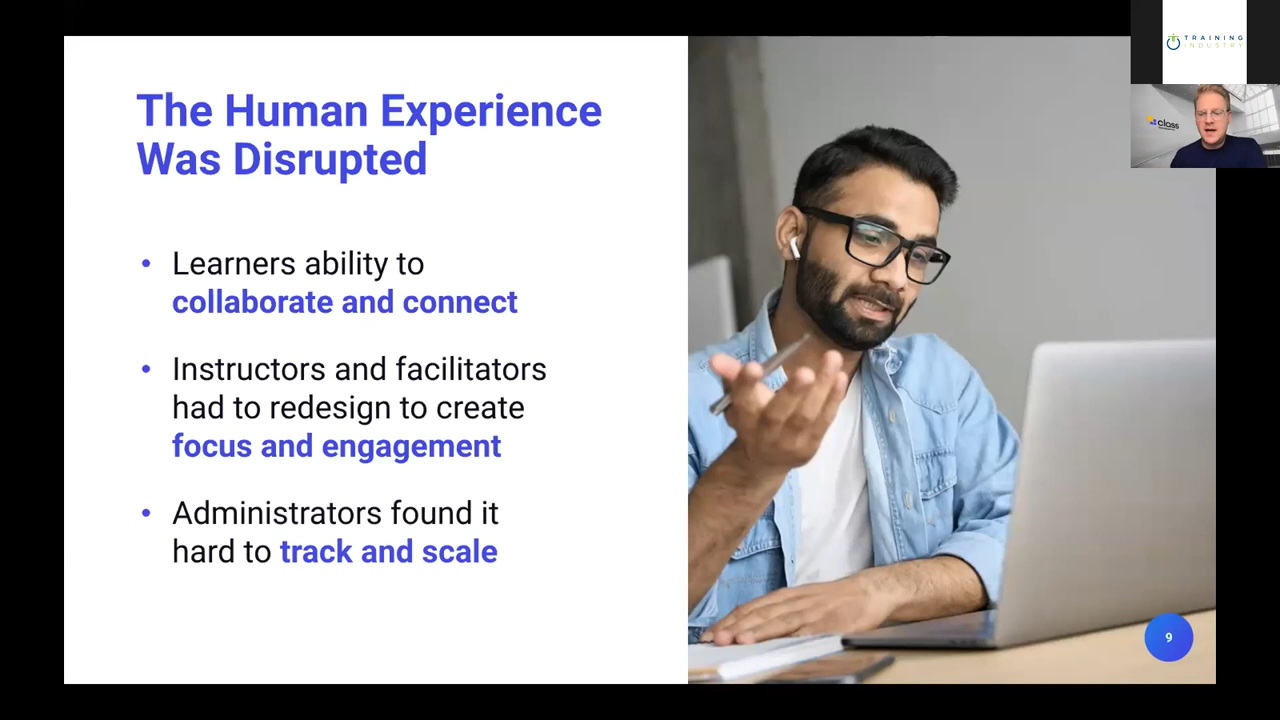 The Human Experience
Was Disrupted
• Learners ability to
collaborate and connect
• Instructors and facilitators
had to redesign to create
focus and engagement
• Administrators found it
hard to track and scale
9
TRAINING
INDUSTRY
class